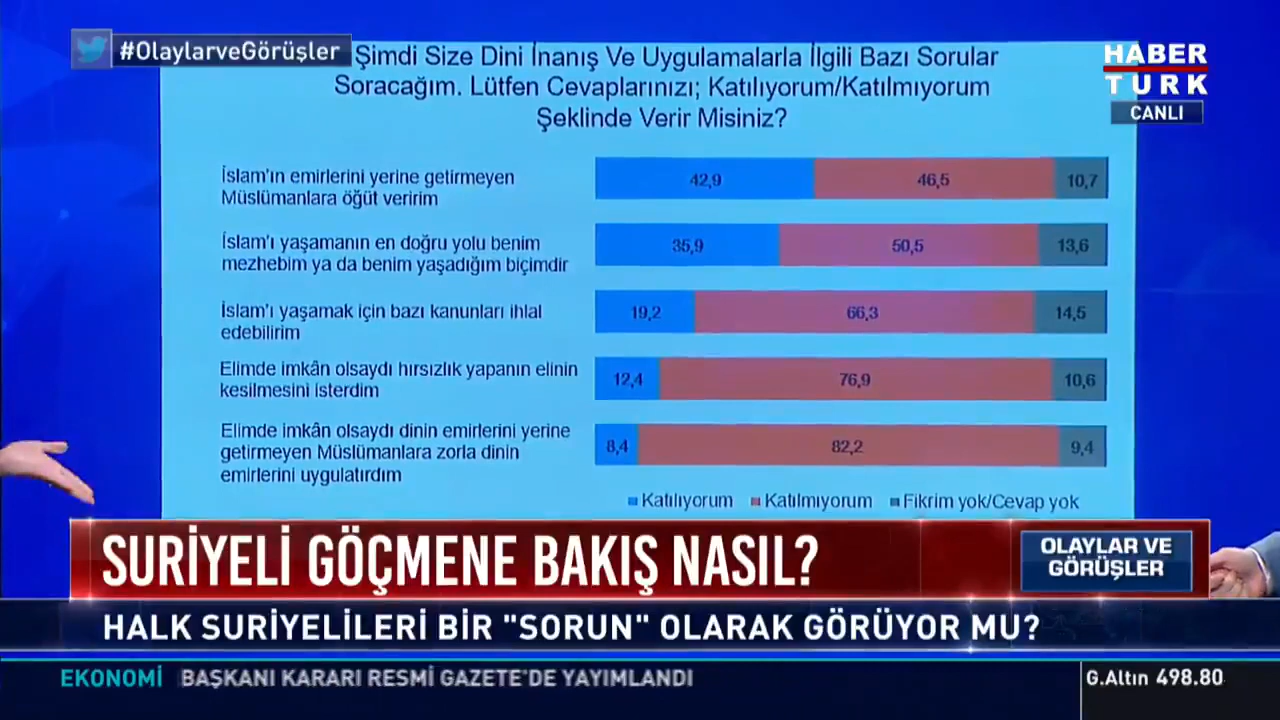 #OlaylarveGörüşler
Şimdi Size Dini İnanış Ve Uygulamalarla İlgili Bazı Sorular
Soracağım. Lütfen Cevaplarınızı; Katılıyorum/Katılmıyorum
Şeklinde Verir Misiniz?
HABER
TURK
CANLI
İslam'ın emirlerini yerine getirmeyen
Müslümanlara öğüt veririm
42,9 46,5 10,7
İslam'ı yaşamanın en doğru yolu benim
mezhebim ya da benim yaşadığım biçimdir
35,9 50,5 13,6
İslam'ı yaşamak için bazı kanunları ihlal
edebilirim
19,2 66,3 14,5
Elimde imkân olsaydı hırsızlık yapanın elinin
kesilmesini isterdim
12,4 76,9 10,6
Elimde imkân olsaydı dinin emirlerini yerine
getirmeyen Müslümanlara zorla dinin
emirlerini uygulatırdım
8,4 82,2 9,4
Katılıyorum Katılmıyorum Fikrim yok/Cevap yok
SURİYELİ GÖÇMENE BAKIŞ NASIL?
OLAYLAR VE
GÖRÜŞLER
HALK SURİYELİLERİ BİR "SORUN" OLARAK GÖRÜYOR MU?
EKONOMİ BAŞKANI KARARI RESMİ GAZETE'DE YAYIMLANDI
G.Altın 498.80